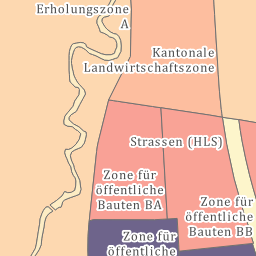 Erholungszone
A
Kantonale
Landwirtschaftszone
Strassen (HLS)
Zone für
öffentliche
Bauten BA
Zone für
öffentliche
Bauten BB
Zone für
öffentliche